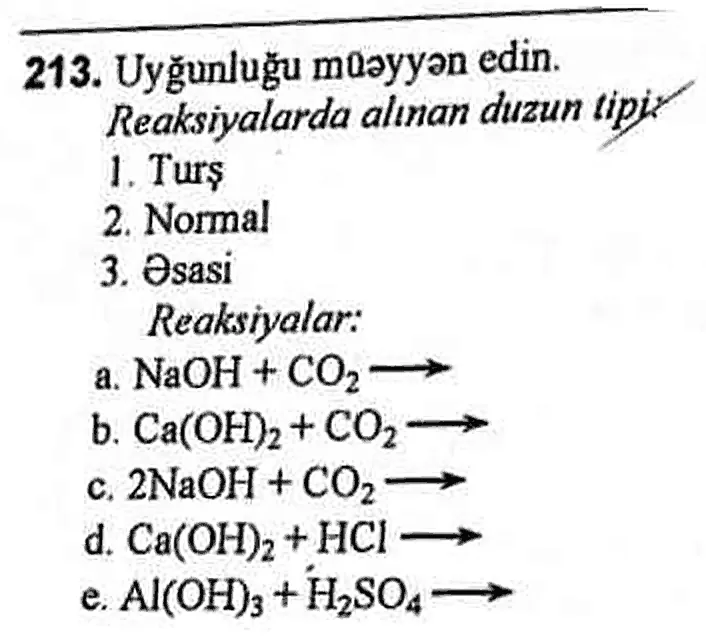 213. Uyğunluğu müəyyən edin.
Reaksiyalarda alınan duzun tipi:
1. Turş
2. Normal
3. Əsasi
Reaksiyalar:
a. NaOH + CO₂ ⟶
b. Ca(OH)₂ + CO₂ ⟶
c. 2NaOH + CO₂ ⟶
d. Ca(OH)₂ + HCl ⟶
e. Al(OH)₃ + H₂SO₄ ⟶